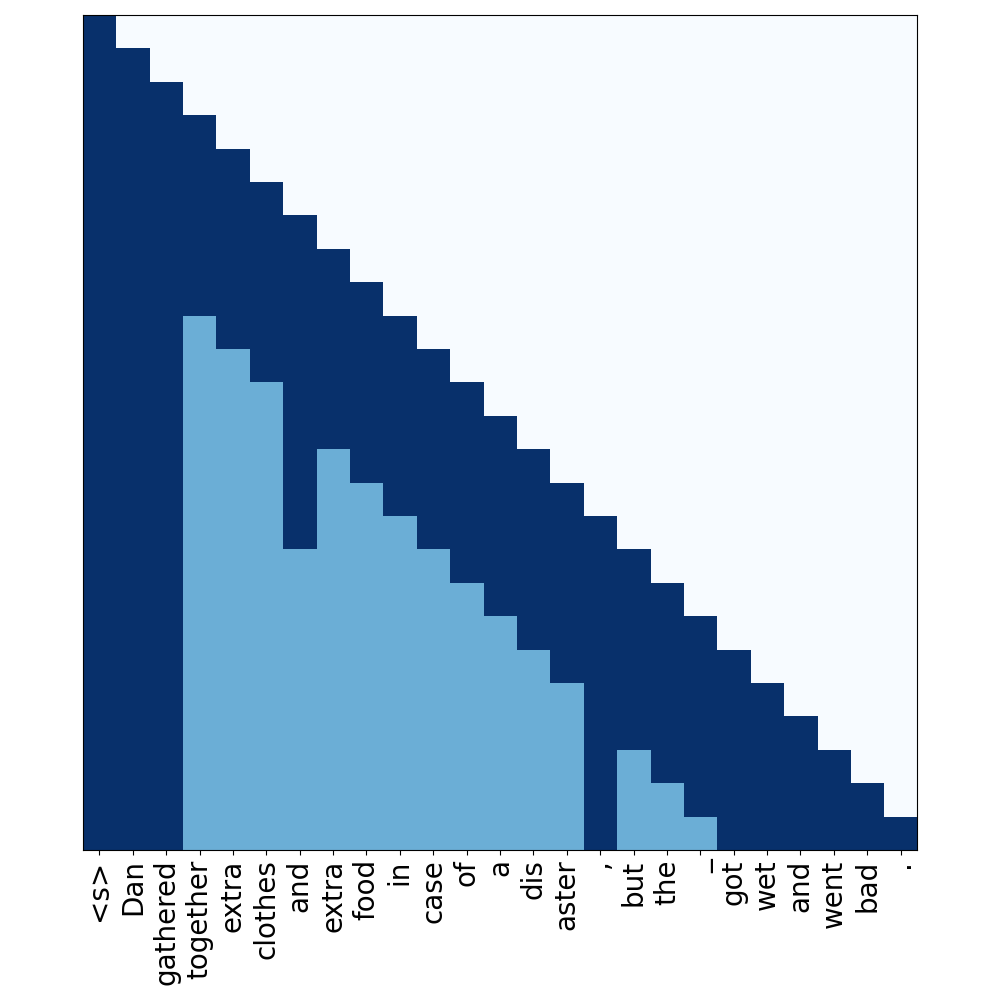 <s>
Dan
gathered
together
extra
clothes
and
extra
food
in
case
of
a
dis
aster
,
but
the
_
got
wet
and
went
bad
.